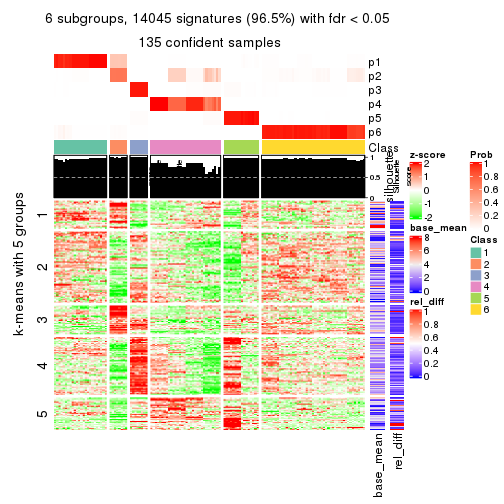 6 subgroups, 14045 signatures (96.5%) with fdr < 0.05
135 confident samples
p1
p2
p3
p4
p5
p6
Class
1
0.5
0
silhouette
Silhouette
score
k-means with 5 groups
1
2
3
4
5
base_mean
rel_diff
z-score
2
1
0
-1
-2
base_mean
8
6
4
2
0
rel_diff
1
0.8
0.6
0.4
0.2
0
Prob
1
0.8
0.6
0.4
0.2
0
Class
1
2
3
4
5
6